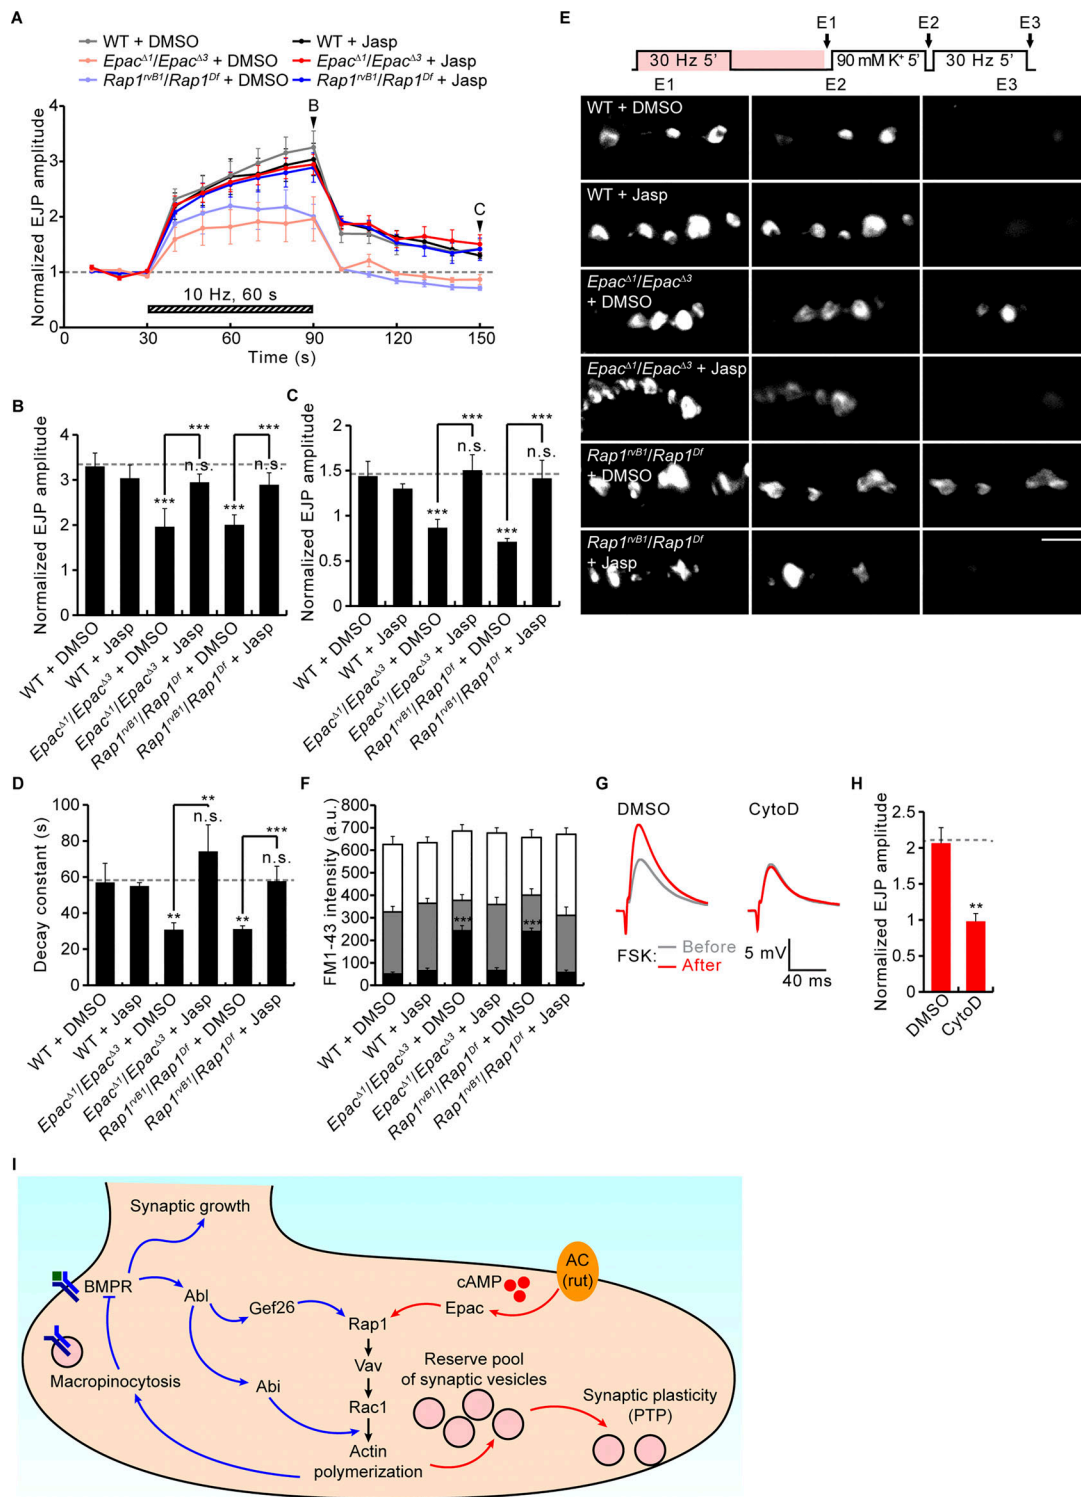 A
WT + DMSO
WT + Jasp
Epac^Δ1/Epac^Δ3 + DMSO
Epac^Δ1/Epac^Δ3 + Jasp
Rap1^rvB1/Rap1^Df + DMSO
Rap1^rvB1/Rap1^Df + Jasp
Normalized EJP amplitude
4
3
2
1
0
B
C
10 Hz, 60 s
0 30 60 90 120 150
Time (s)
B
Normalized EJP amplitude
4
3
2
1
0
*** *** *** n.s. *** n.s.
WT + DMSO
WT + Jasp
Epac^Δ1/Epac^Δ3 + DMSO
Epac^Δ1/Epac^Δ3 + Jasp
Rap1^rvB1/Rap1^Df + DMSO
Rap1^rvB1/Rap1^Df + Jasp
C
Normalized EJP amplitude
2
1.5
1
0.5
0
*** *** n.s. *** *** n.s.
WT + DMSO
WT + Jasp
Epac^Δ1/Epac^Δ3 + DMSO
Epac^Δ1/Epac^Δ3 + Jasp
Rap1^rvB1/Rap1^Df + DMSO
Rap1^rvB1/Rap1^Df + Jasp
D
Decay constant (s)
100
80
60
40
20
0
** ** n.s. ** *** n.s.
WT + DMSO
WT + Jasp
Epac^Δ1/Epac^Δ3 + DMSO
Epac^Δ1/Epac^Δ3 + Jasp
Rap1^rvB1/Rap1^Df + DMSO
Rap1^rvB1/Rap1^Df + Jasp
E
E1 E2 E3
30 Hz 5' 90 mM K⁺ 5' 30 Hz 5'
E1 E2 E3
WT + DMSO
WT + Jasp
Epac^Δ1/Epac^Δ3
+ DMSO
Epac^Δ1/Epac^Δ3 + Jasp
Rap1^rvB1/Rap1^Df
+ DMSO
Rap1^rvB1/Rap1^Df
+ Jasp
F
FM1-43 intensity (a.u.)
800
700
600
500
400
300
200
100
0
*** ***
WT + DMSO
WT + Jasp
Epac^Δ1/Epac^Δ3 + DMSO
Epac^Δ1/Epac^Δ3 + Jasp
Rap1^rvB1/Rap1^Df + DMSO
Rap1^rvB1/Rap1^Df + Jasp
G
DMSO CytoD
FSK: Before
After
5 mV
40 ms
H
Normalized EJP amplitude
2.5
2
1.5
1
0.5
0
**
DMSO
CytoD
I
Synaptic growth
BMPR
Abl
Gef26
Rap1
cAMP
Epac
AC
(rut)
Vav
Rac1
Abi
Actin
polymerization
Macropinocytosis
Reserve pool
of synaptic vesicles
Synaptic plasticity
(PTP)